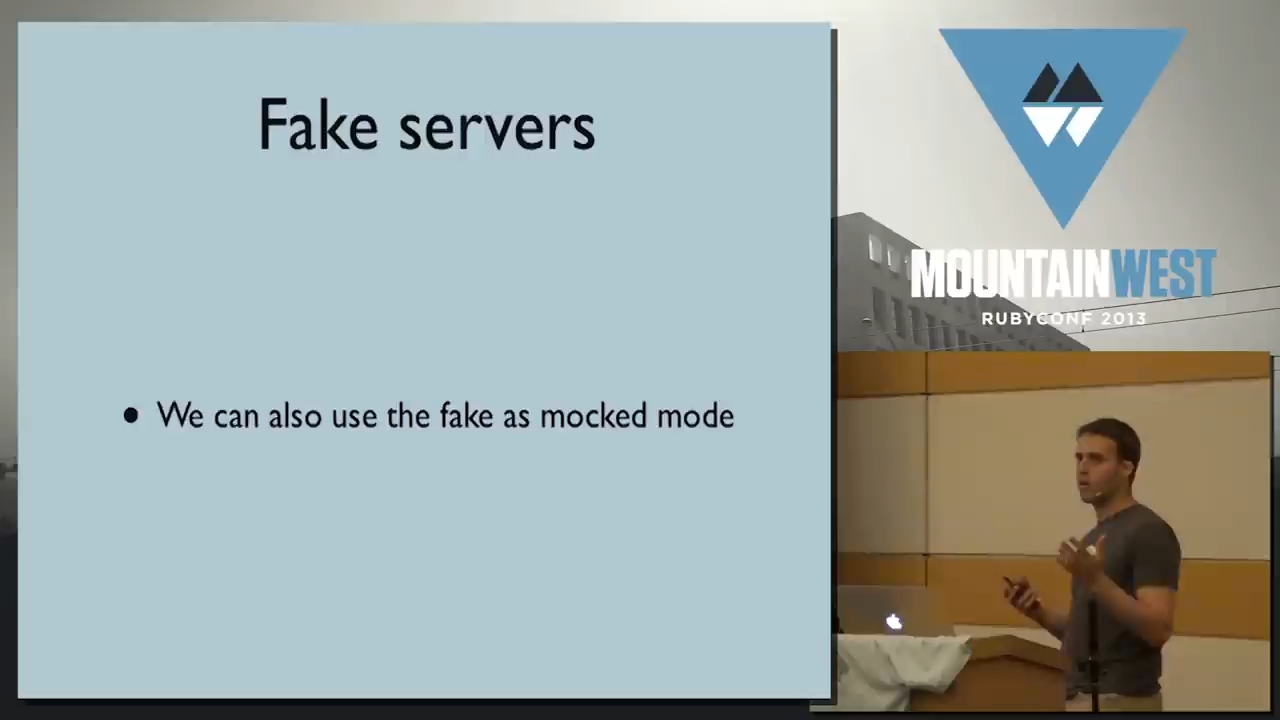 Fake servers
• We can also use the fake as mocked mode
MOUNTAINWEST
RUBYCONF 2013